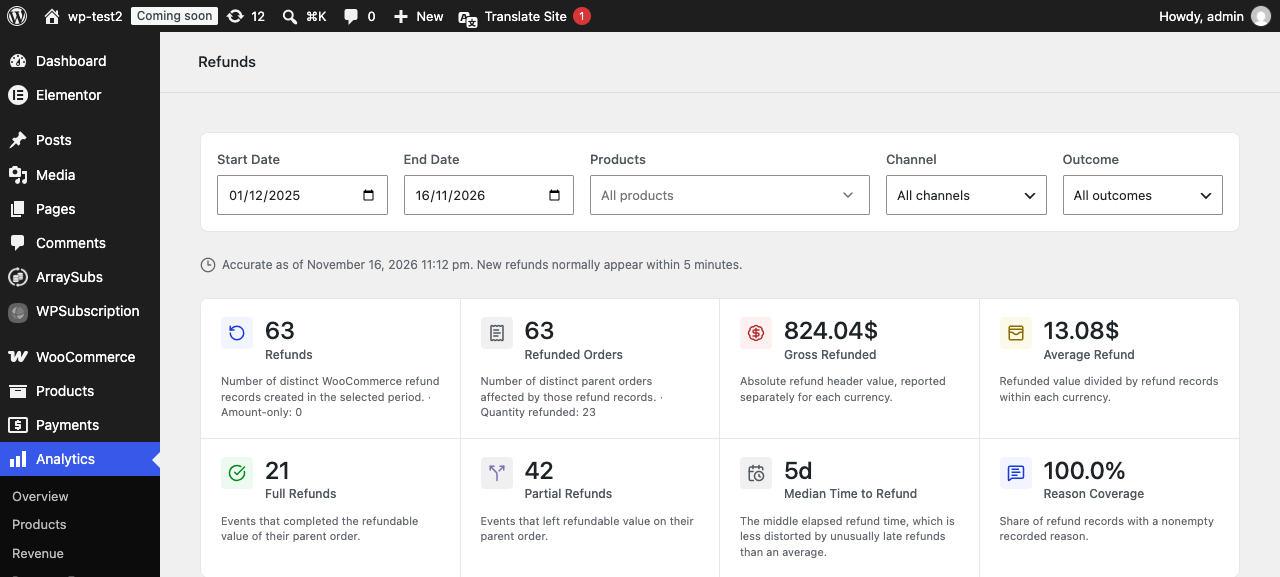 wp-test2 Coming soon 12 ⌘K 0 New Translate Site 1 Howdy, admin
Dashboard
Elementor
Posts
Media
Pages
Comments
ArraySubs
WPSubscription
WooCommerce
Products
Payments
Analytics
Overview
Products
Revenue
Refunds
Start Date End Date Products Channel Outcome
01/12/2025 16/11/2026 All products All channels All outcomes
Accurate as of November 16, 2026 11:12 pm. New refunds normally appear within 5 minutes.
63
Refunds
Number of distinct WooCommerce refund
records created in the selected period. ·
Amount-only: 0
63
Refunded Orders
Number of distinct parent orders
affected by those refund records. ·
Quantity refunded: 23
824.04$
Gross Refunded
Absolute refund header value, reported
separately for each currency.
13.08$
Average Refund
Refunded value divided by refund records
within each currency.
21
Full Refunds
Events that completed the refundable
value of their parent order.
42
Partial Refunds
Events that left refundable value on their
parent order.
5d
Median Time to Refund
The middle elapsed refund time, which is
less distorted by unusually late refunds
than an average.
100.0%
Reason Coverage
Share of refund records with a nonempty
recorded reason.